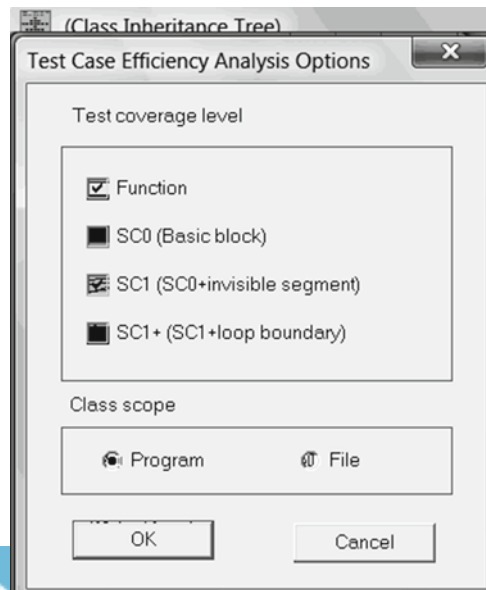 (Class Inheritance Tree)
Test Case Efficiency Analysis Options
Test coverage level
Function
SC0 (Basic block)
SC1 (SC0+invisible segment)
SC1+ (SC1+loop boundary)
Class scope
Program File
OK Cancel